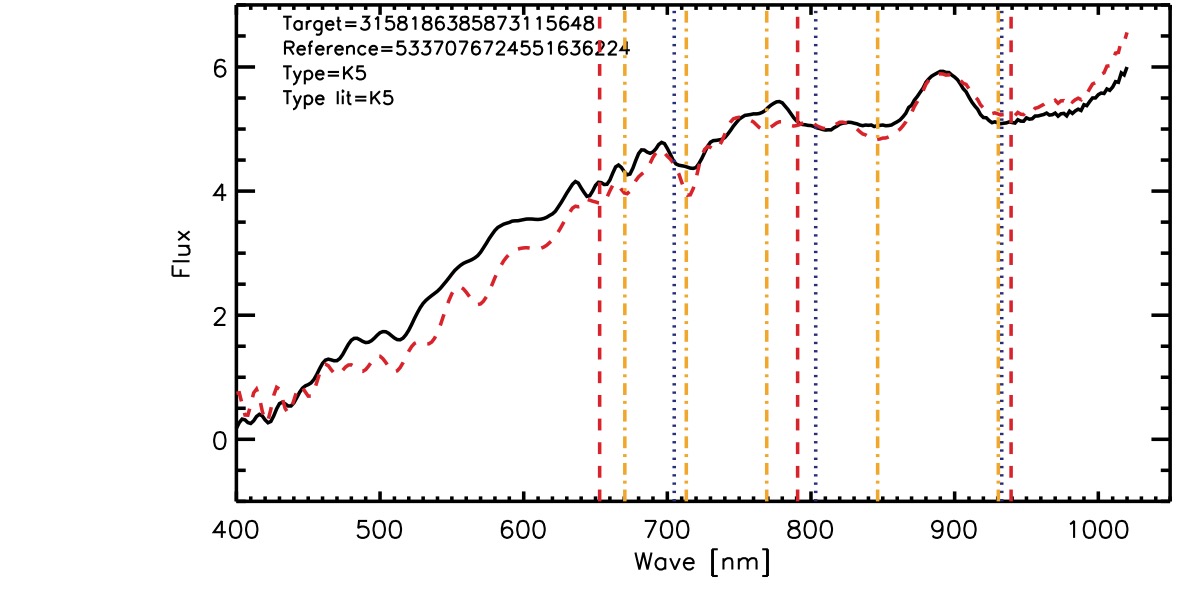 Target=3158186385873115648
Reference=5337076724551636224
Type=K5
Type lit=K5
6
4
2
0
Flux
400 500 600 700 800 900 1000
Wave [nm]